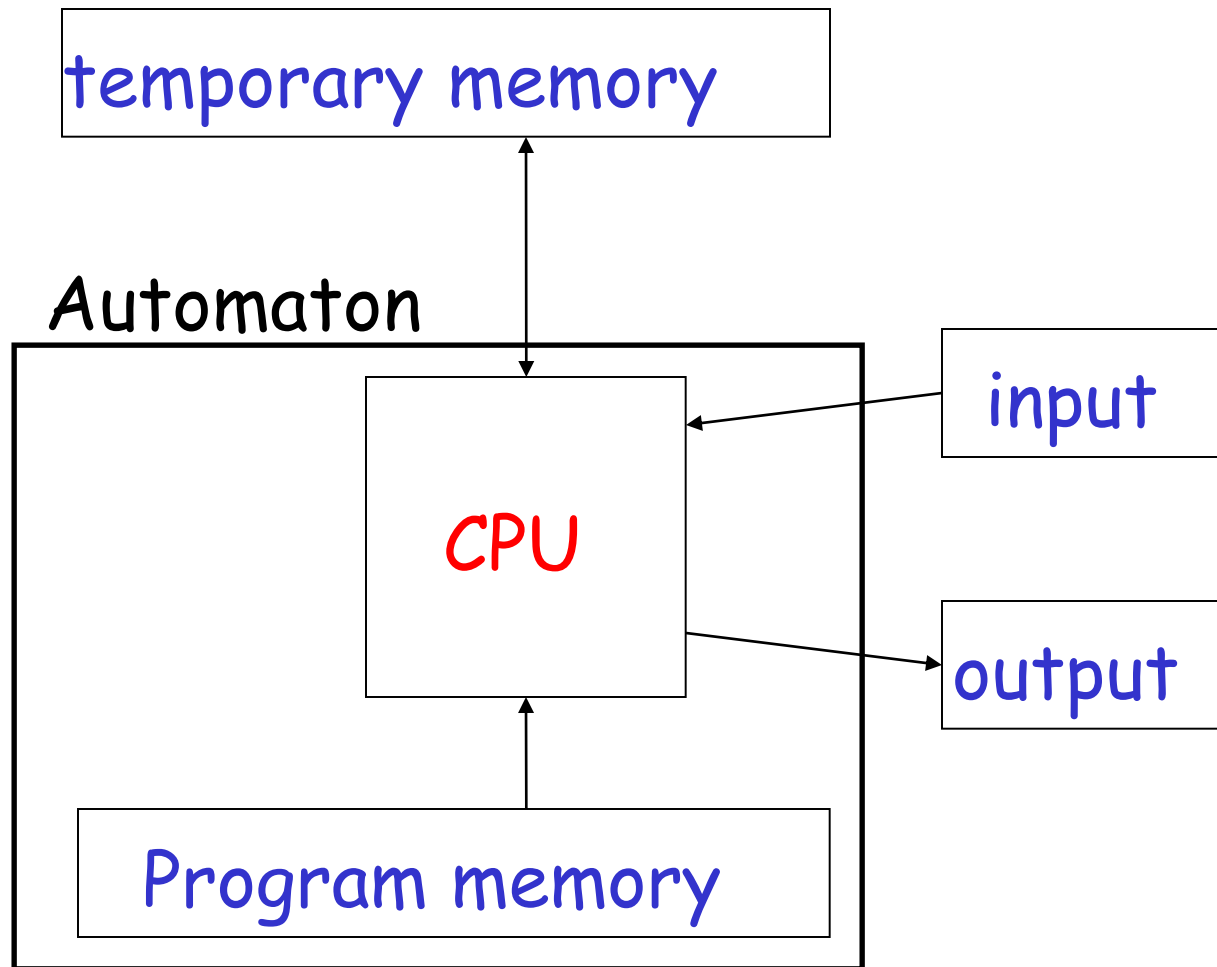 temporary memory
Automaton
input
CPU
output
Program memory